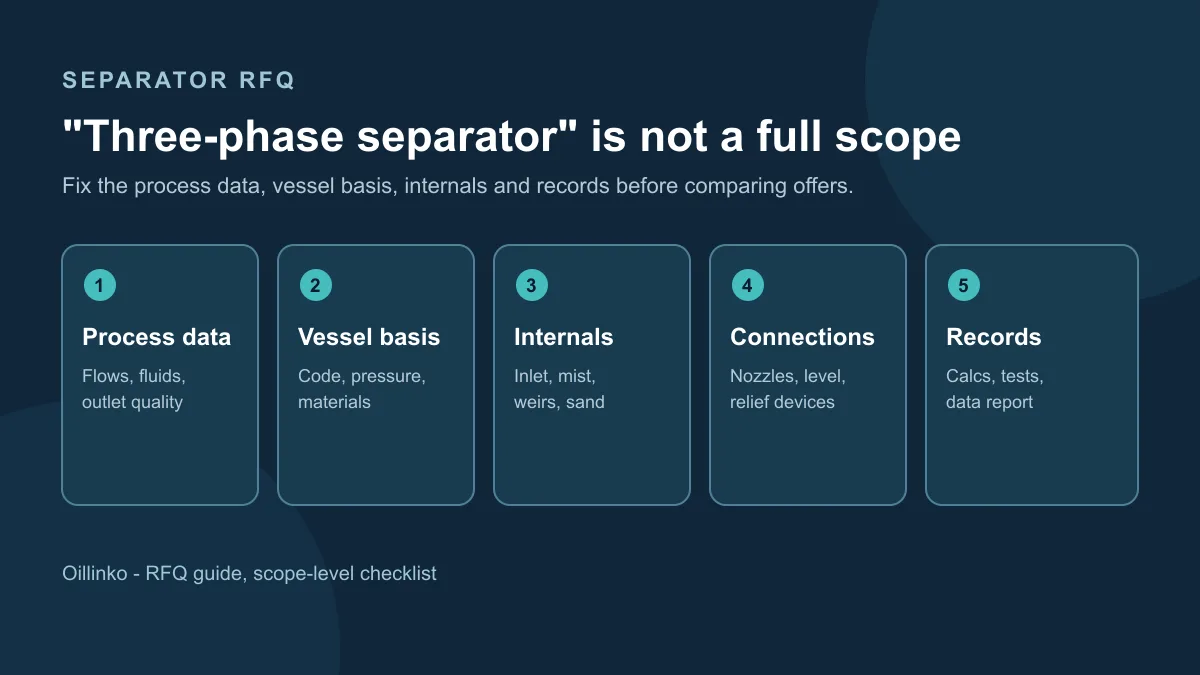 SEPARATOR RFQ
"Three-phase separator" is not a full scope
Fix the process data, vessel basis, internals and records before comparing offers.
1
Process data
Flows, fluids,
outlet quality
2
Vessel basis
Code, pressure,
materials
3
Internals
Inlet, mist,
weirs, sand
4
Connections
Nozzles, level,
relief devices
5
Records
Calcs, tests,
data report
Oillinko - RFQ guide, scope-level checklist